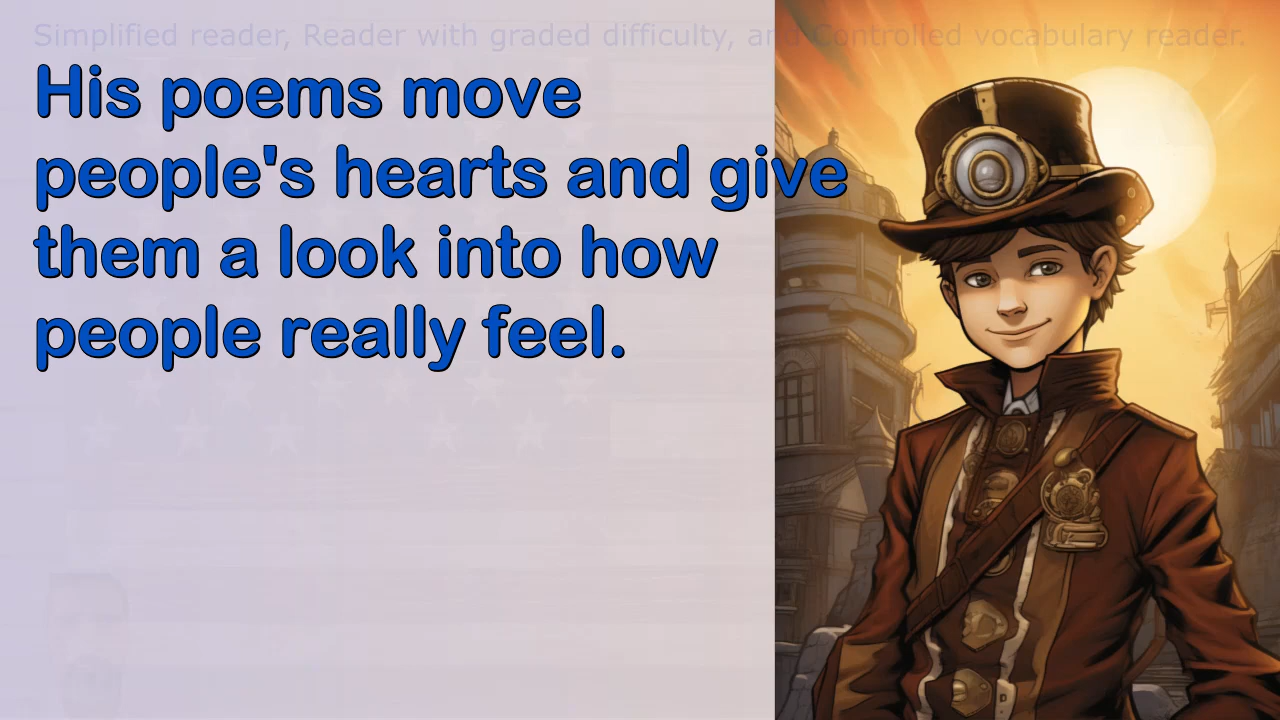 Simplified reader, Reader with graded difficulty, and Controlled vocabulary reader.
His poems move
people's hearts and give
them a look into how
people really feel.